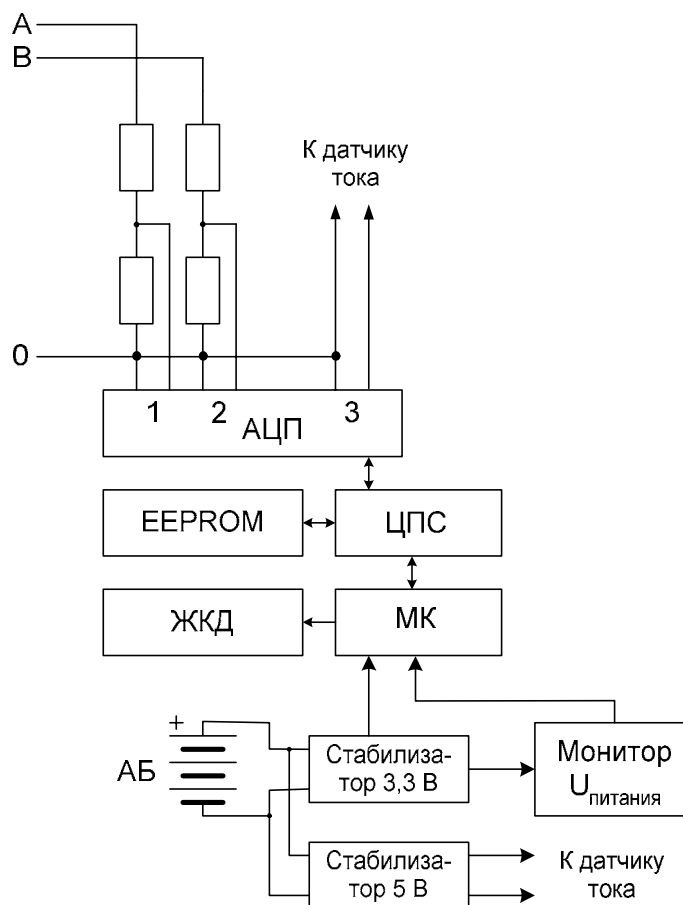 A
B
К датчику
тока
0
1
2
3
АЦП
EEPROM
ЦПС
ЖКД
МК
+
АБ
Стабилиза-
тор 3,3 В
Монитор
Uпитания
Стабилиза-
тор 5 В
К датчику
тока